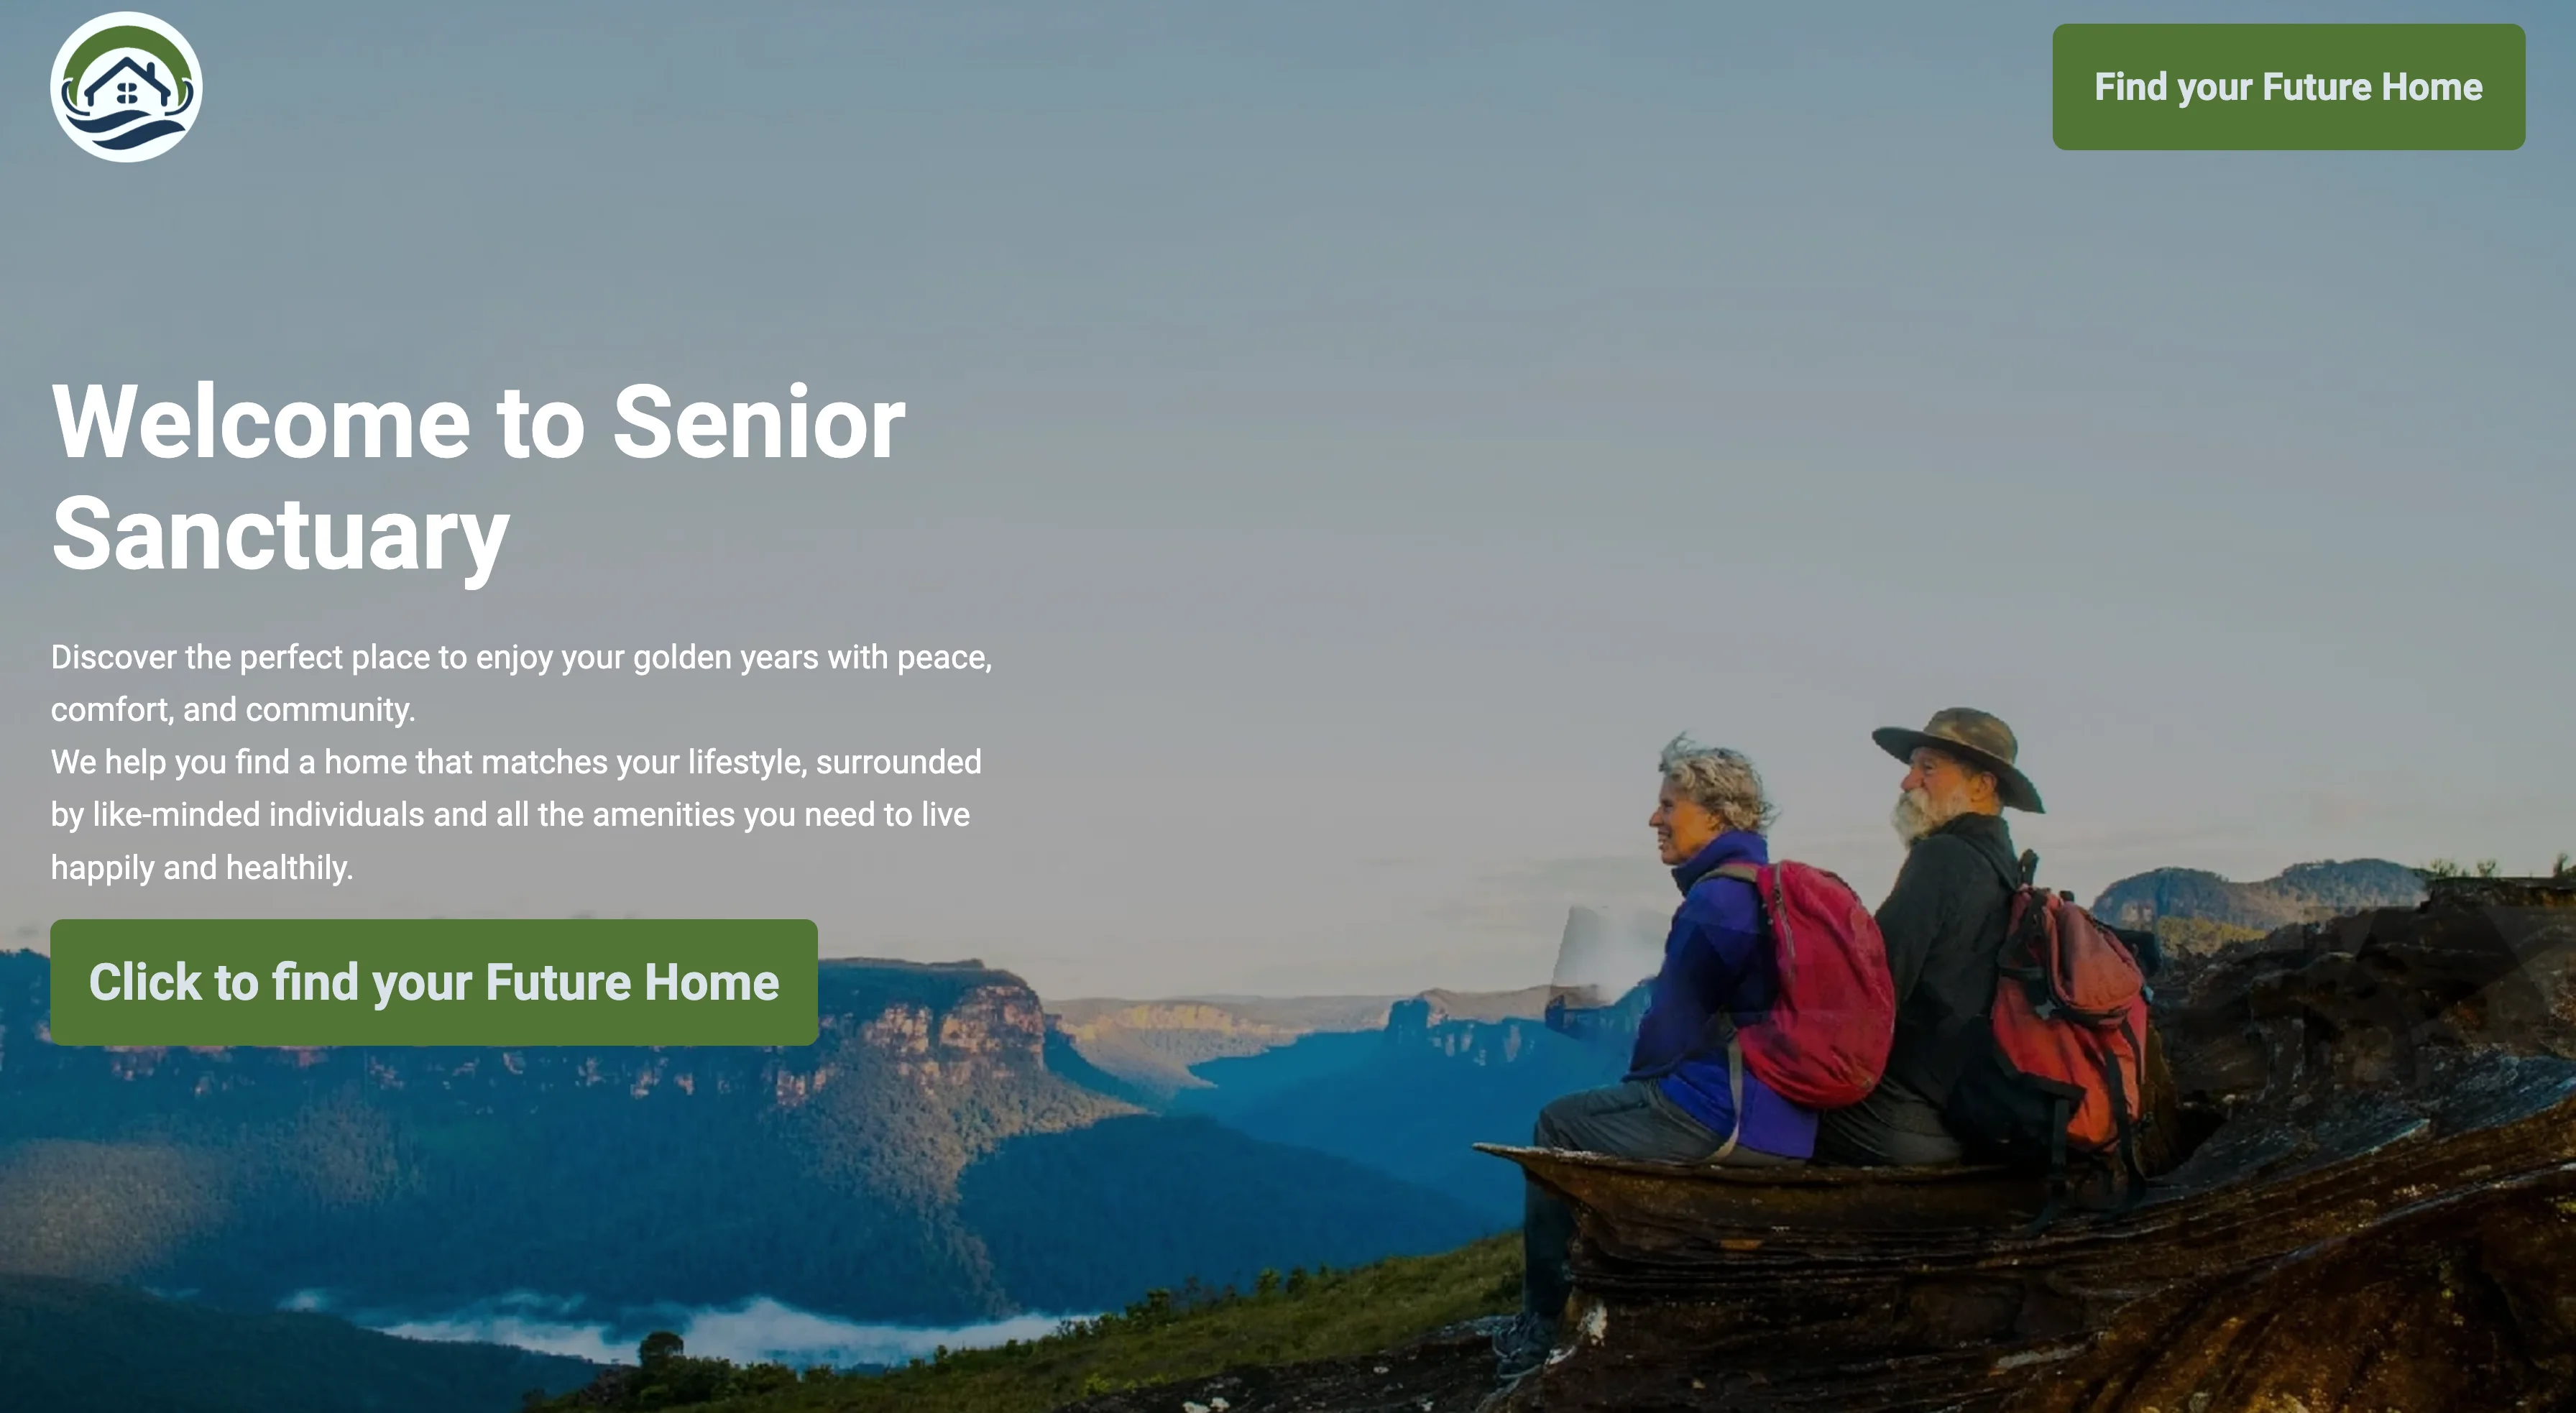 Find your Future Home
Welcome to Senior
Sanctuary
Discover the perfect place to enjoy your golden years with peace,
comfort, and community.
We help you find a home that matches your lifestyle, surrounded
by like-minded individuals and all the amenities you need to live
happily and healthily.
Click to find your Future Home